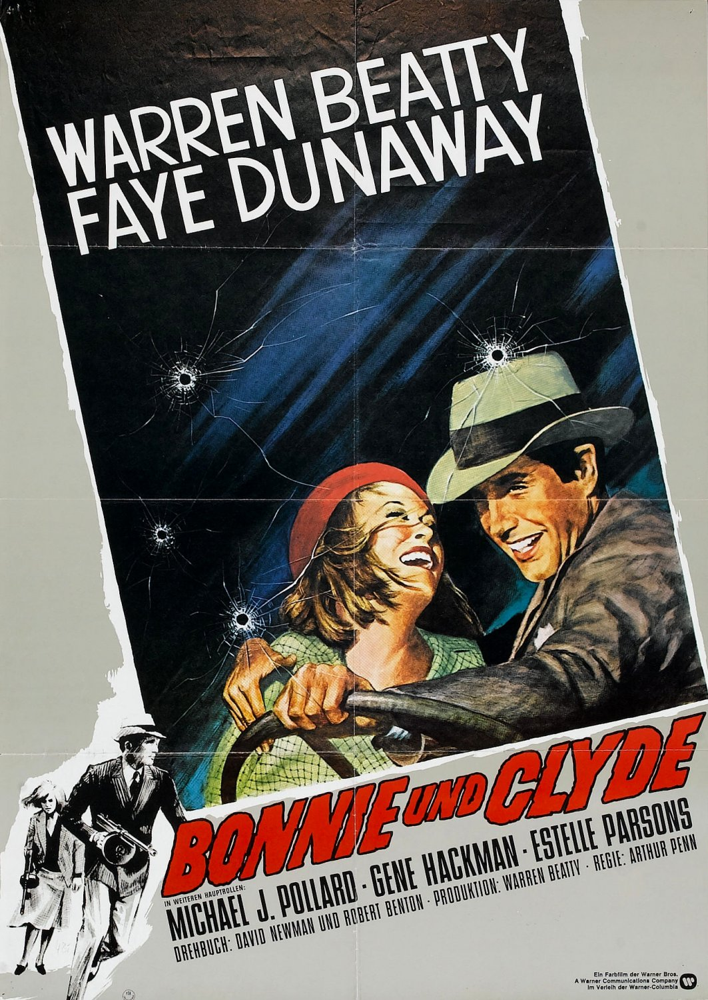 WARREN BEATTY
FAYE DUNAWAY
BONNIE UND CLYDE
IN WEITEREN HAUPTROLLEN:
MICHAEL J. POLLARD · GENE HACKMAN · ESTELLE PARSONS
DREHBUCH: DAVID NEWMAN UND ROBERT BENTON · PRODUKTION: WARREN BEATTY · REGIE: ARTHUR PENN
Ein Farbfilm der Warner Bros.
A Warner Communications Company
Im Verleih der Warner-Columbia